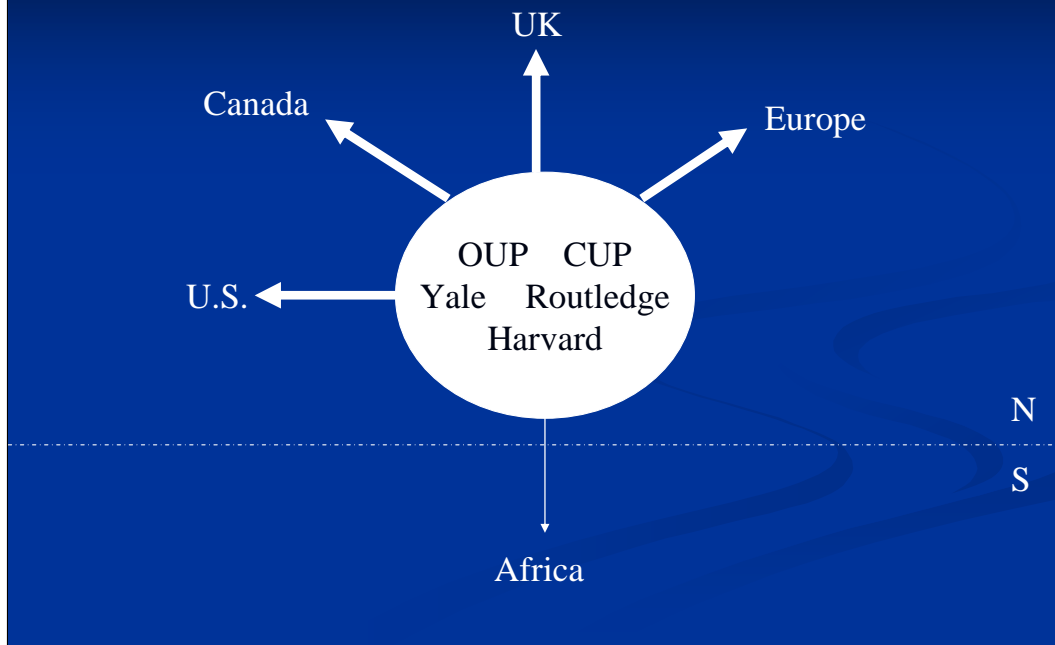 UK
Canada
Europe
OUP CUP
U.S.
Yale Routledge
Harvard
N
S
Africa